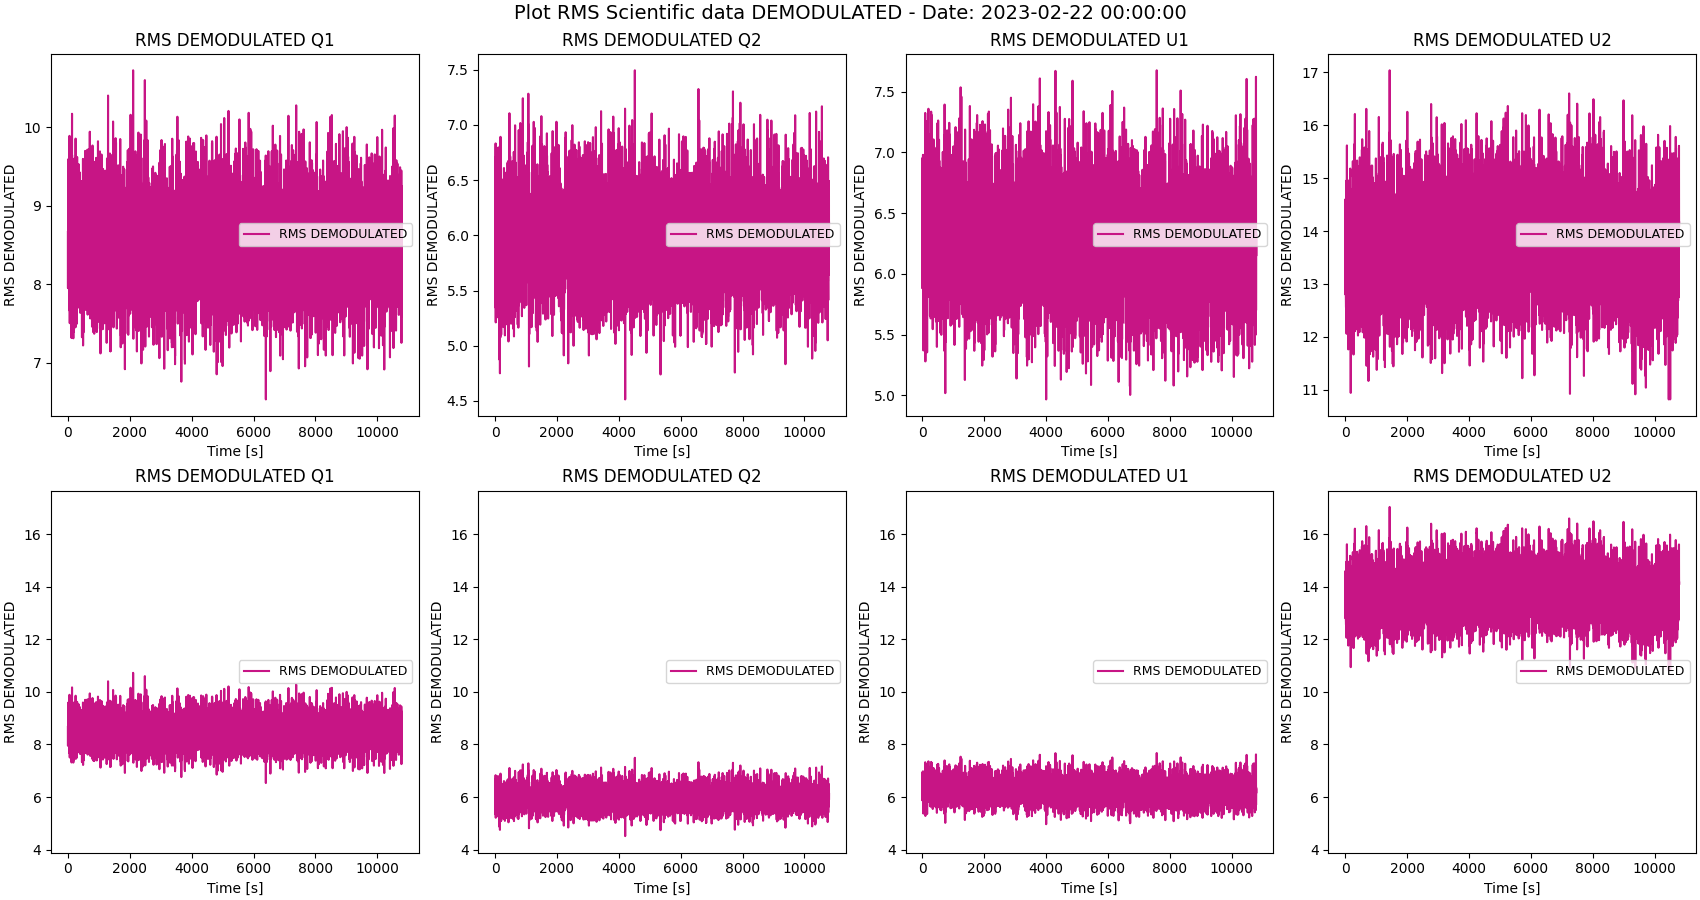 Plot RMS Scientific data DEMODULATED - Date: 2023-02-22 00:00:00
RMS DEMODULATED Q1
RMS DEMODULATED
10
9
8
7
RMS DEMODULATED
0 2000 4000 6000 8000 10000
Time [s]
RMS DEMODULATED Q2
RMS DEMODULATED
7.5
7.0
6.5
6.0
5.5
5.0
4.5
RMS DEMODULATED
0 2000 4000 6000 8000 10000
Time [s]
RMS DEMODULATED U1
RMS DEMODULATED
7.5
7.0
6.5
6.0
5.5
5.0
RMS DEMODULATED
0 2000 4000 6000 8000 10000
Time [s]
RMS DEMODULATED U2
RMS DEMODULATED
17
16
15
14
13
12
11
RMS DEMODULATED
0 2000 4000 6000 8000 10000
Time [s]
RMS DEMODULATED Q1
RMS DEMODULATED
16
14
12
10
8
6
4
RMS DEMODULATED
0 2000 4000 6000 8000 10000
Time [s]
RMS DEMODULATED Q2
RMS DEMODULATED
16
14
12
10
8
6
4
RMS DEMODULATED
0 2000 4000 6000 8000 10000
Time [s]
RMS DEMODULATED U1
RMS DEMODULATED
16
14
12
10
8
6
4
RMS DEMODULATED
0 2000 4000 6000 8000 10000
Time [s]
RMS DEMODULATED U2
RMS DEMODULATED
16
14
12
10
8
6
4
RMS DEMODULATED
0 2000 4000 6000 8000 10000
Time [s]